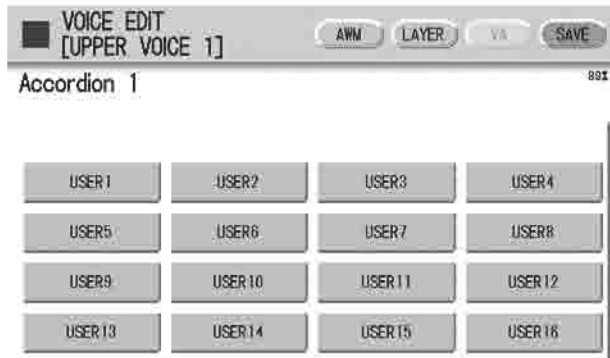 VOICE EDIT
[UPPER VOICE 1]
AWM LAYER VA SAVE
Accordion 1
89%
USER1 USER2 USER3 USER4
USER5 USER6 USER7 USER8
USER9 USER10 USER11 USER12
USER13 USER14 USER15 USER16